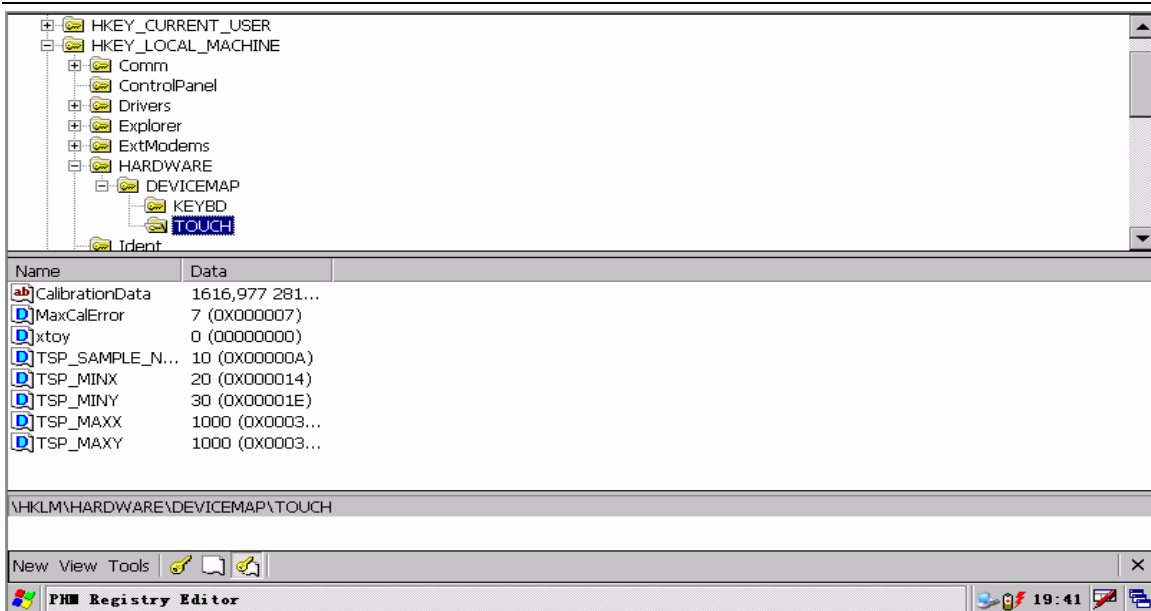 HKEY_CURRENT_USER
HKEY_LOCAL_MACHINE
Comm
ControlPanel
Drivers
Explorer
ExtModems
HARDWARE
DEVICEMAP
KEYBD
TOUCH
Ident
Name Data
CalibrationData 1616,977 281...
MaxCalError 7 (0X000007)
xtoy 0 (00000000)
TSP_SAMPLE_N... 10 (0X00000A)
TSP_MINX 20 (0X000014)
TSP_MINY 30 (0X00001E)
TSP_MAXX 1000 (0X0003...
TSP_MAXY 1000 (0X0003...
\HKLM\HARDWARE\DEVICEMAP\TOUCH
New View Tools
PHM Registry Editor 19:41